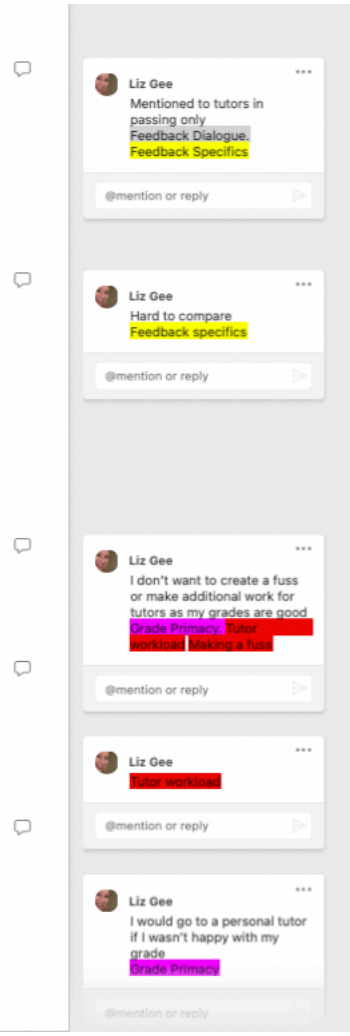 Liz Gee
Mentioned to tutors in
passing only
Feedback Dialogue.
Feedback Specifics
@mention or reply
Liz Gee
Hard to compare
Feedback specifics
@mention or reply
Liz Gee
I don't want to create a fuss
or make additional work for
tutors as my grades are good
Grade Primacy. Tutor
workload Making a fuss
@mention or reply
Liz Gee
Tutor workload
@mention or reply
Liz Gee
I would go to a personal tutor
if I wasn't happy with my
grade
Grade Primacy
@mention or reply